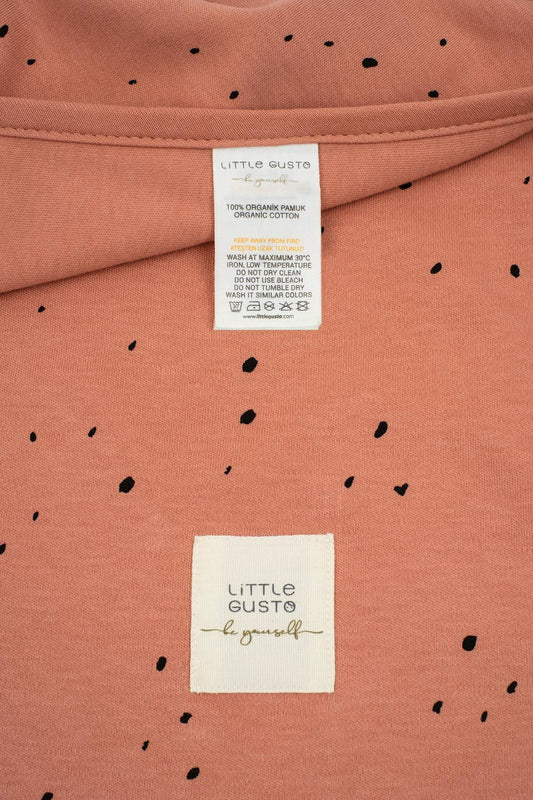 LiTTLE GUSTO
be yourself
100% ORGANİK PAMUK
ORGANIC COTTON
KEEP AWAY FROM FIRE!
ATEŞTEN UZAK TUTUNUZ!
WASH AT MAXIMUM 30°C
IRON, LOW TEMPERATURE
DO NOT DRY CLEAN
DO NOT USE BLEACH
DO NOT TUMBLE DRY
WASH IT SIMILAR COLORS
www.littlegusto.com
LiTTLE
GUSTO
be yourself